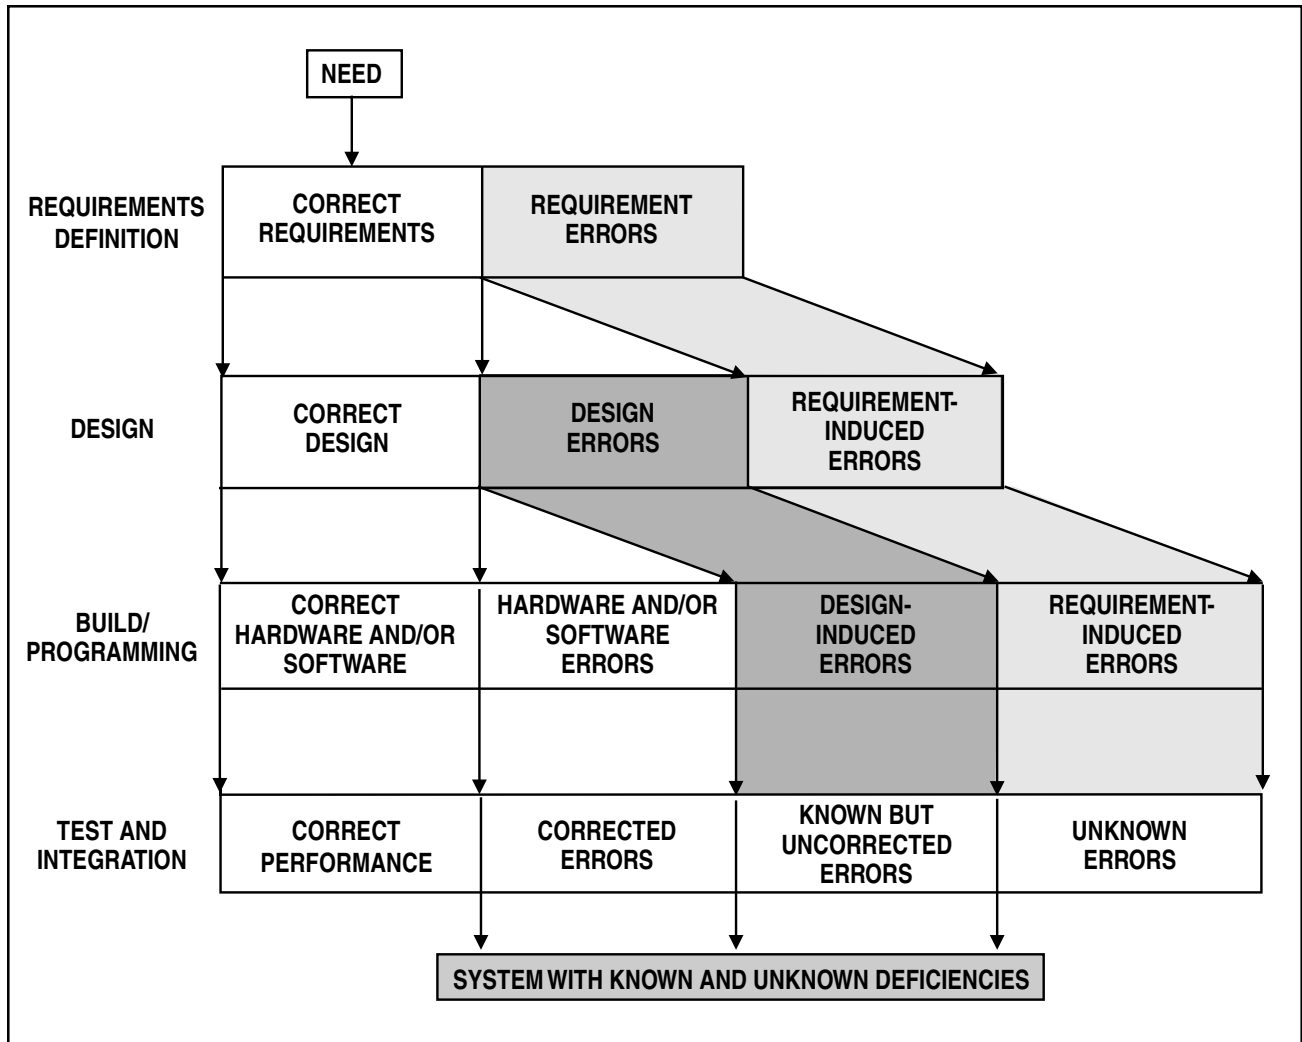 NEED
REQUIREMENTS
DEFINITION
CORRECT
REQUIREMENTS
REQUIREMENT
ERRORS
DESIGN
CORRECT
DESIGN
DESIGN
ERRORS
REQUIREMENT-
INDUCED
ERRORS
BUILD/
PROGRAMMING
CORRECT
HARDWARE AND/OR
SOFTWARE
HARDWARE AND/OR
SOFTWARE
ERRORS
DESIGN-
INDUCED
ERRORS
REQUIREMENT-
INDUCED
ERRORS
TEST AND
INTEGRATION
CORRECT
PERFORMANCE
CORRECTED
ERRORS
KNOWN BUT
UNCORRECTED
ERRORS
UNKNOWN
ERRORS
SYSTEM WITH KNOWN AND UNKNOWN DEFICIENCIES